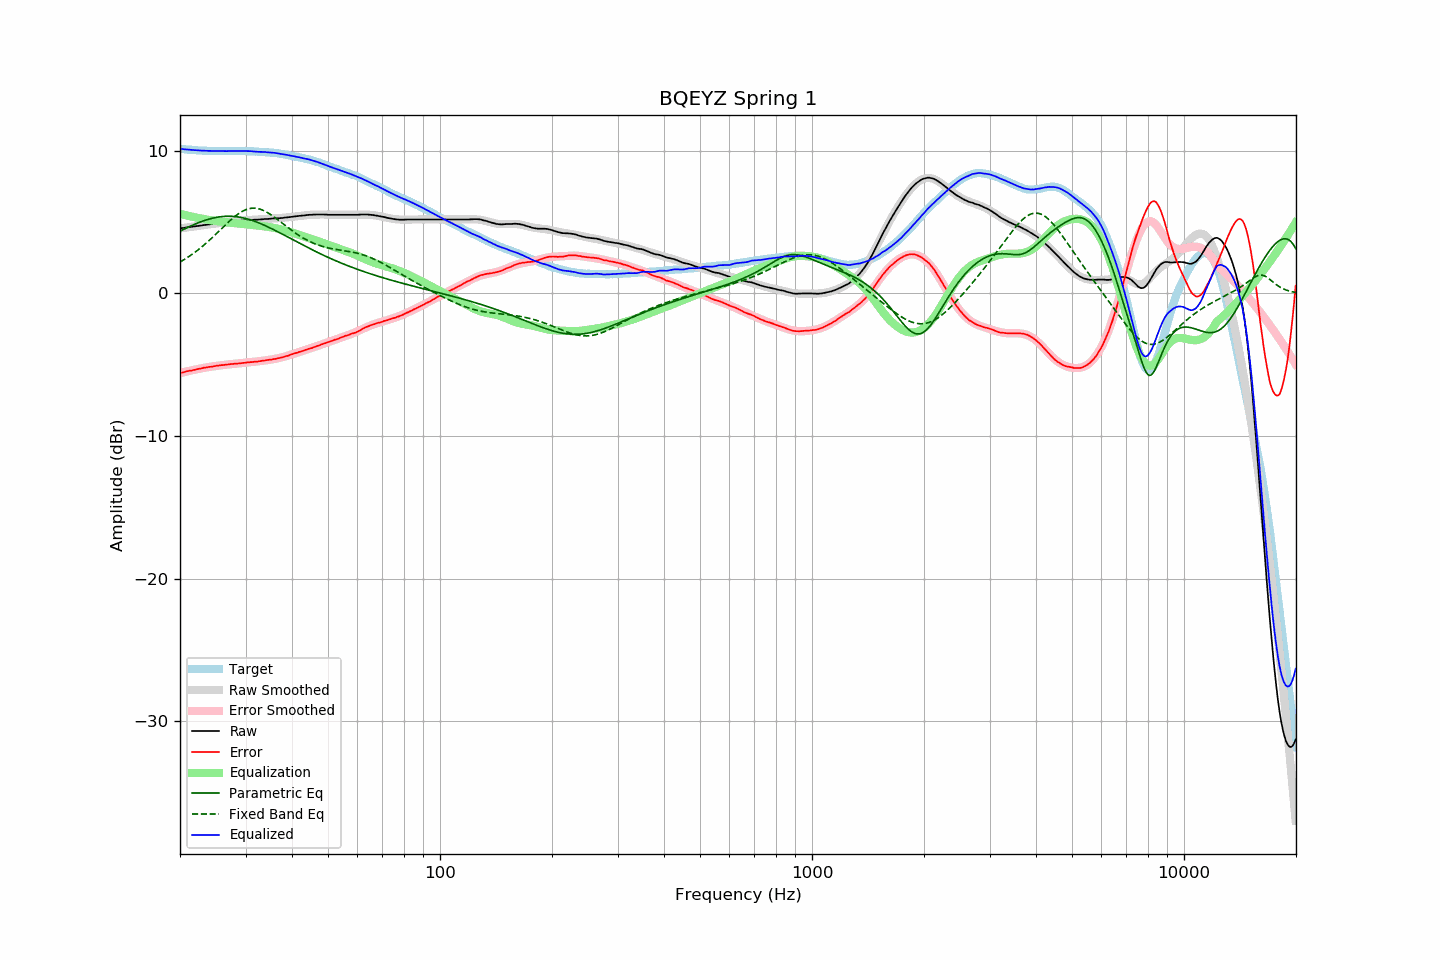 BQEYZ Spring 1
10
0
−10
−20
−30
Amplitude (dBr)
Target
Raw Smoothed
Error Smoothed
Raw
Error
Equalization
Parametric Eq
Fixed Band Eq
Equalized
100
1000
10000
Frequency (Hz)